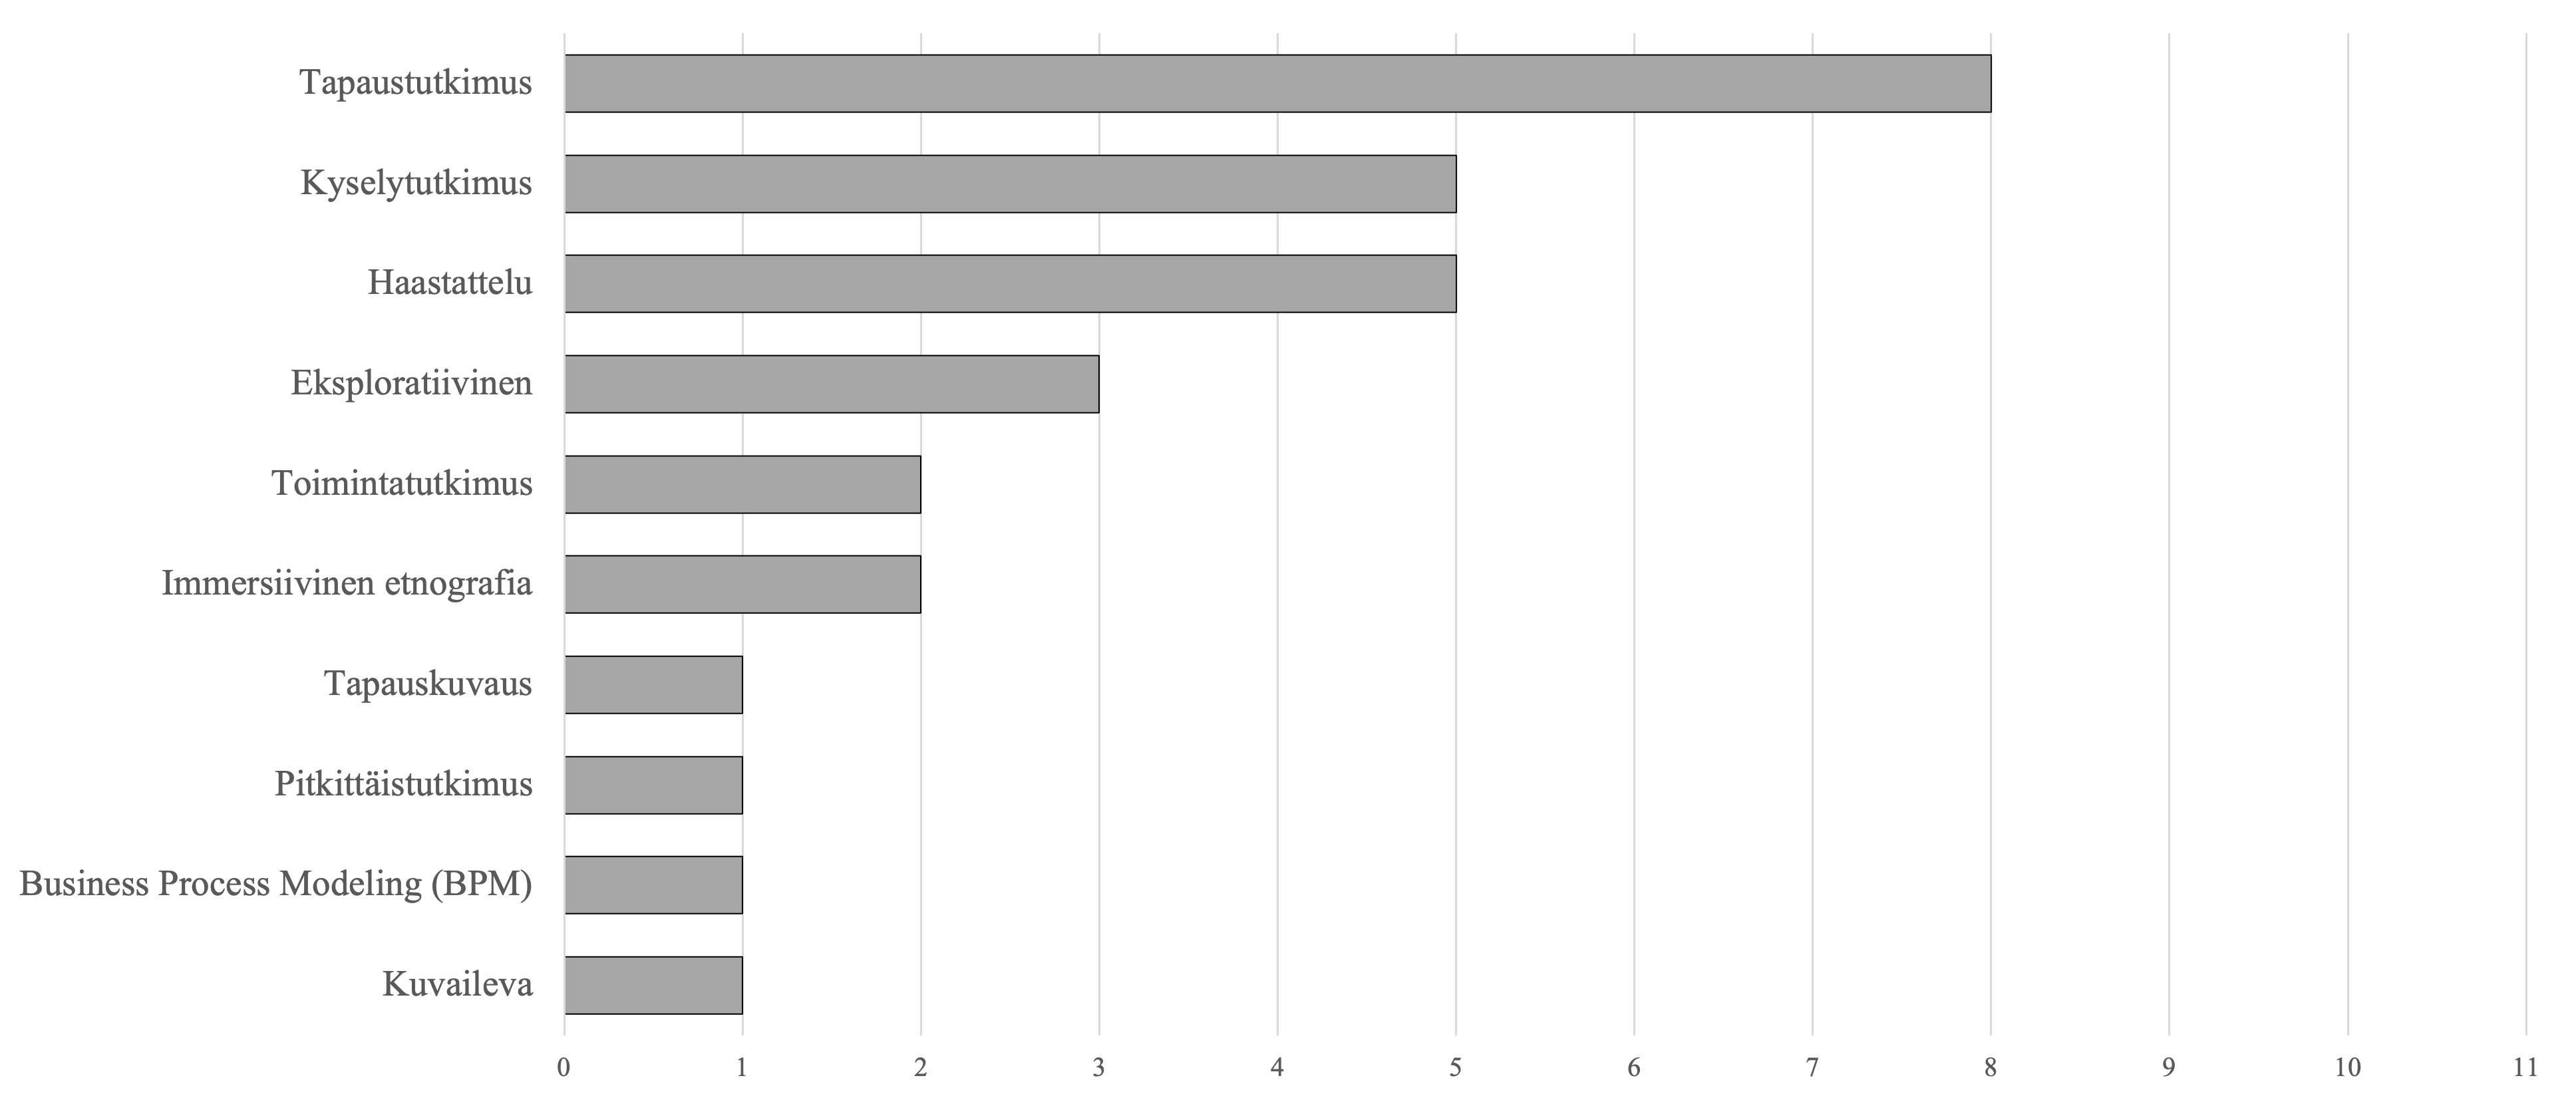 Tapaustutkimus
Kyselytutkimus
Haastattelu
Eksploratiivinen
Toimintatutkimus
Immersiivinen etnografia
Tapauskuvaus
Pitkittäistutkimus
Business Process Modeling (BPM)
Kuvaileva
0 1 2 3 4 5 6 7 8 9 10 11